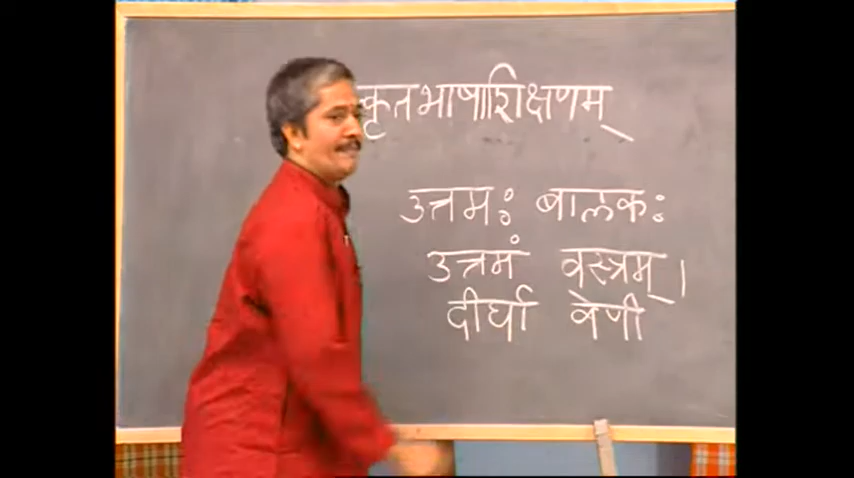 कृतभाषाशिक्षणम्
उत्तमः बालकः
उत्तमं वस्त्रम् ।
दीर्घा वेणी